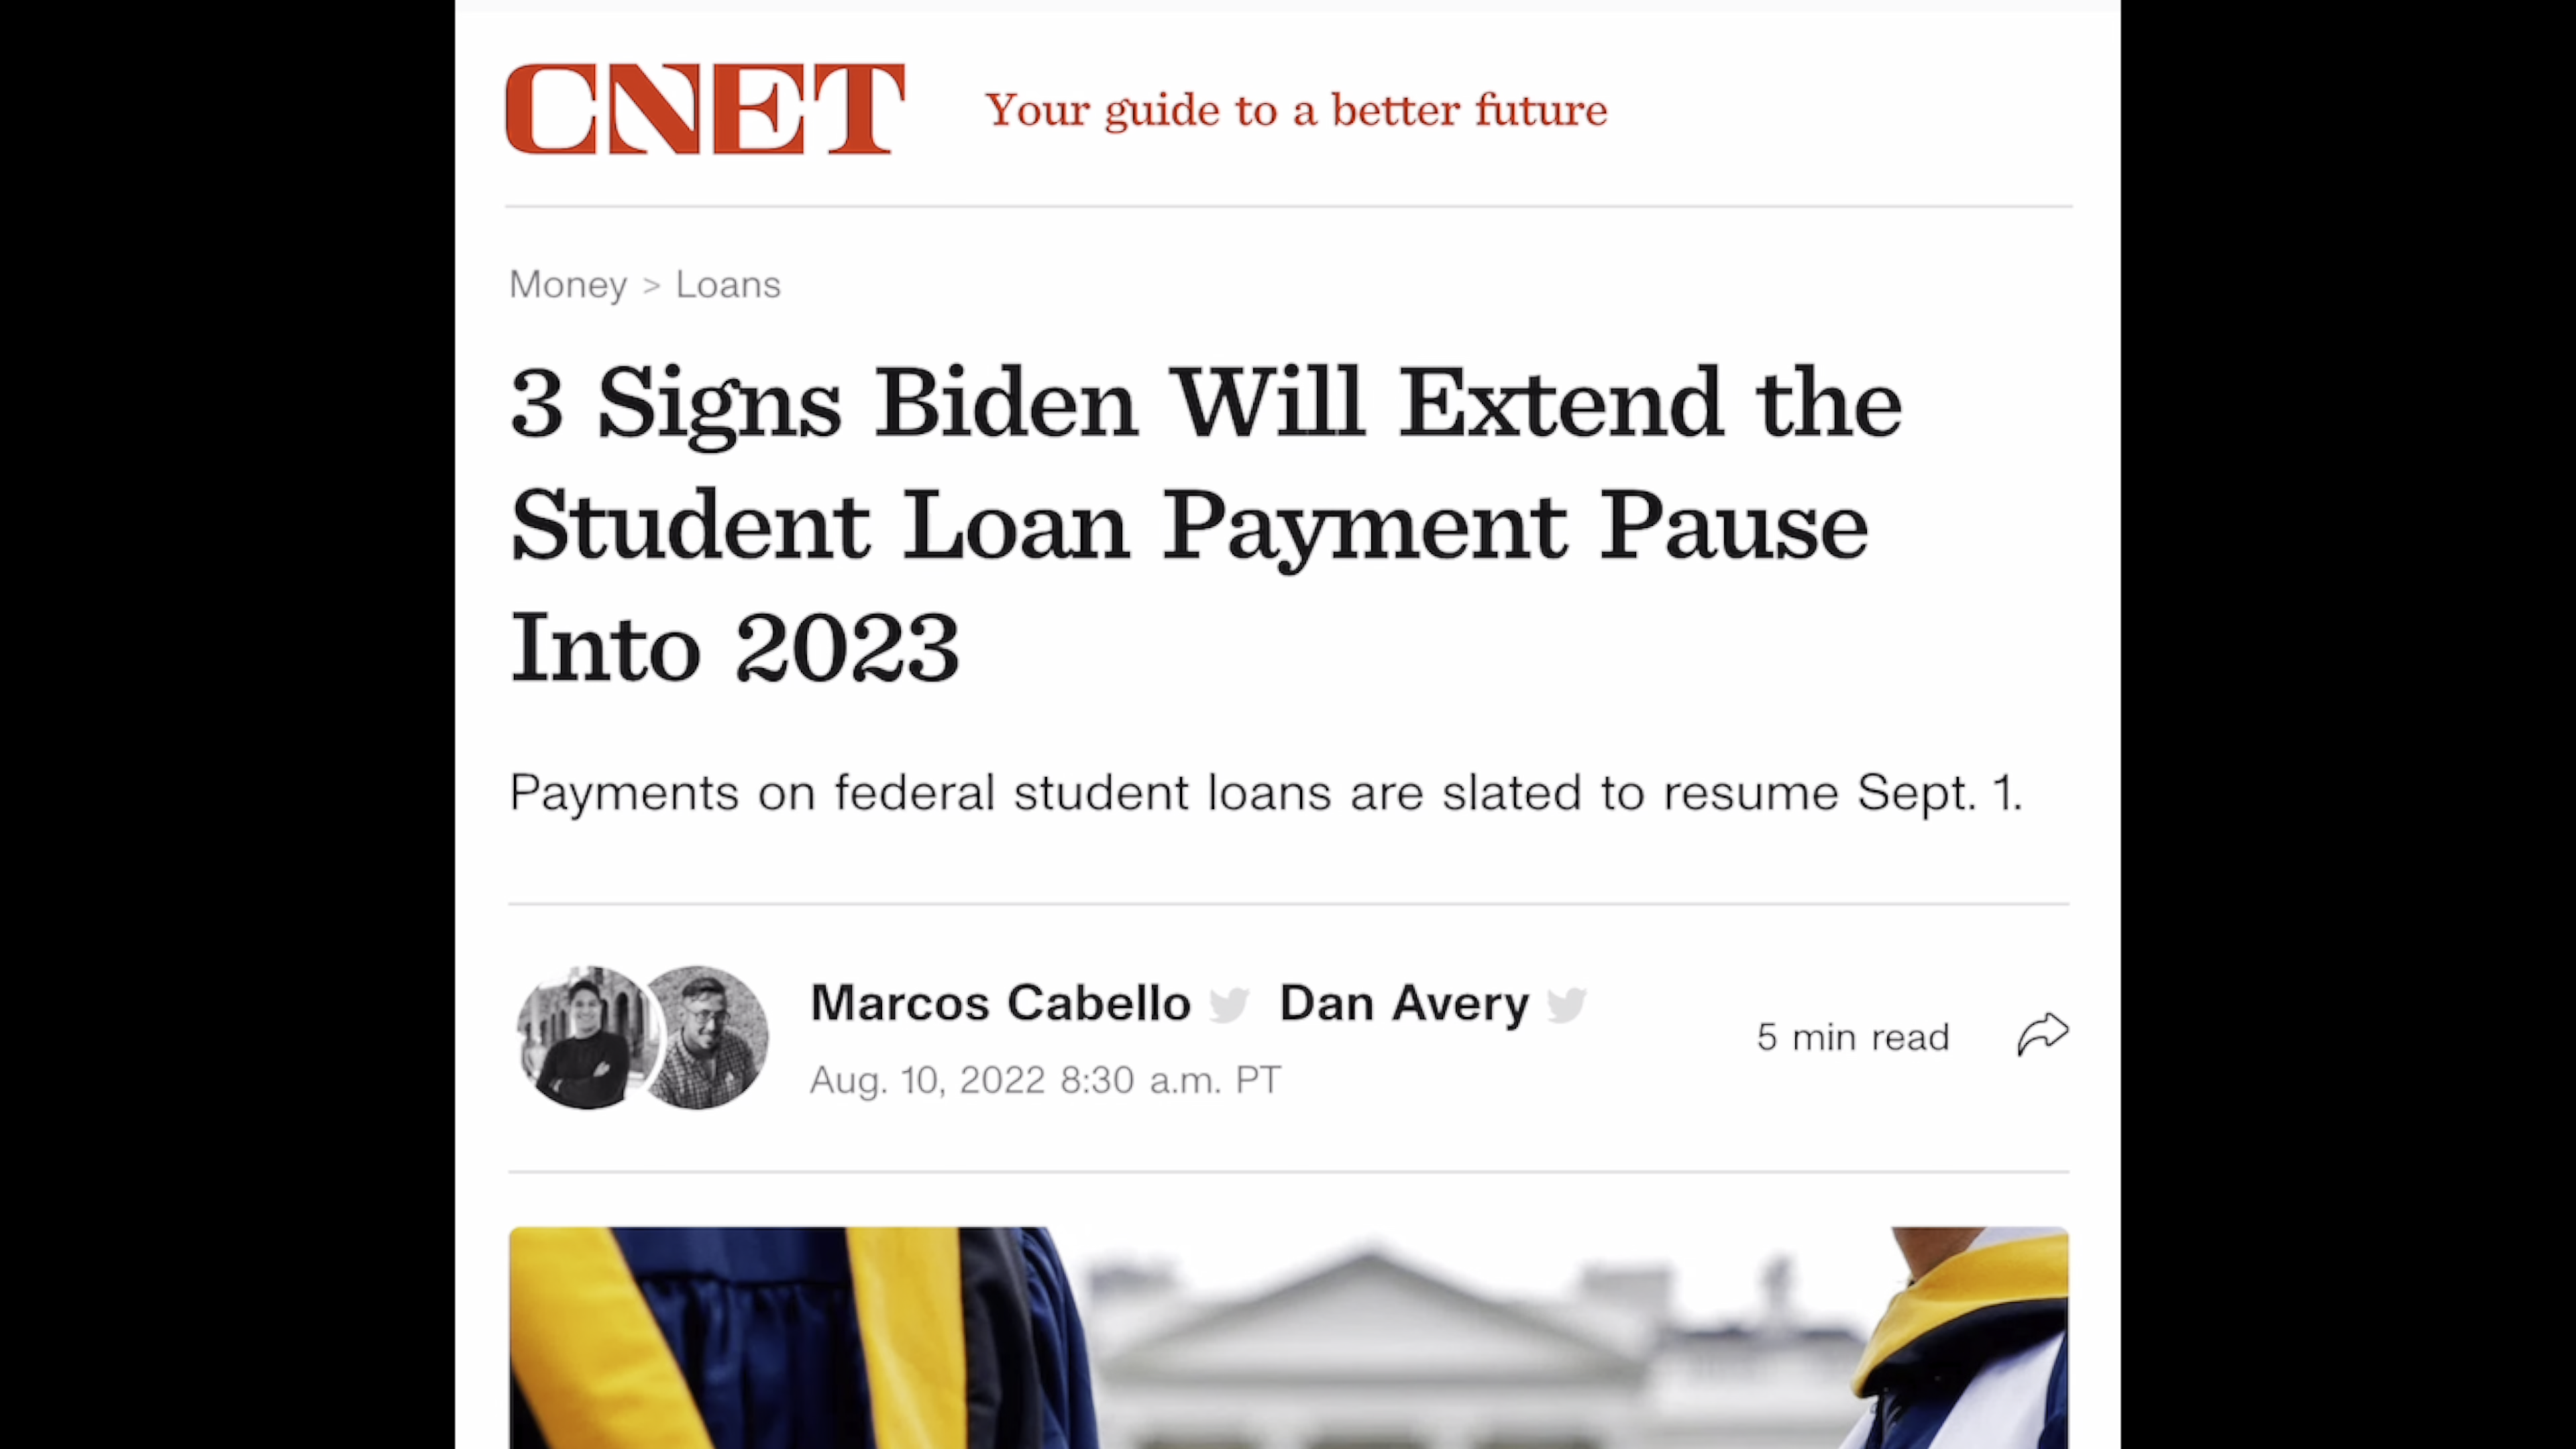 CNET Your guide to a better future
Money > Loans
3 Signs Biden Will Extend the
Student Loan Payment Pause
Into 2023
Payments on federal student loans are slated to resume Sept. 1.
Marcos Cabello Dan Avery
Aug. 10, 2022 8:30 a.m. PT
5 min read